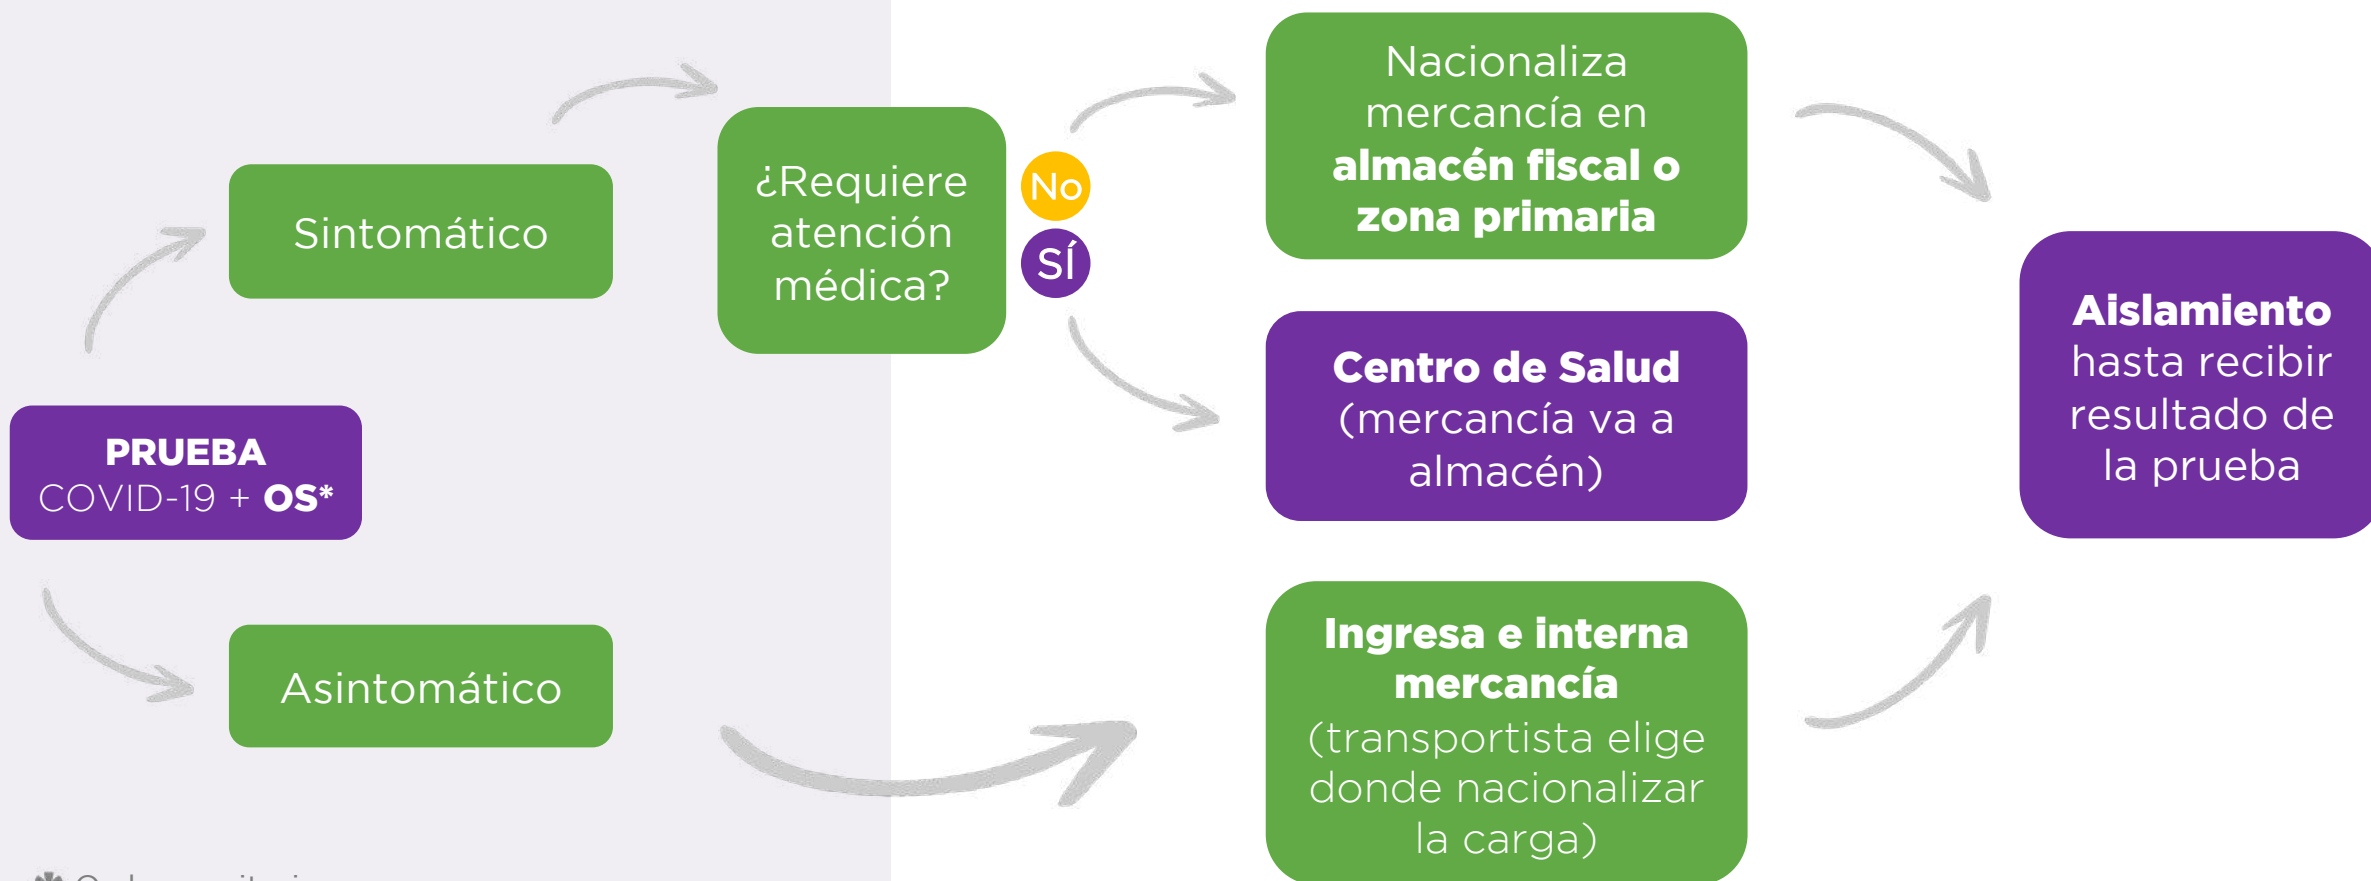 Sintomático
¿Requiere
atención
médica?
No
SÍ
Nacionaliza
mercancía en
almacén fiscal o
zona primaria
Centro de Salud
(mercancía va a
almacén)
PRUEBA
COVID-19 + OS*
Asintomático
Ingresa e interna
mercancía
(transportista elige
donde nacionalizar
la carga)
Aislamiento
hasta recibir
resultado de
la prueba